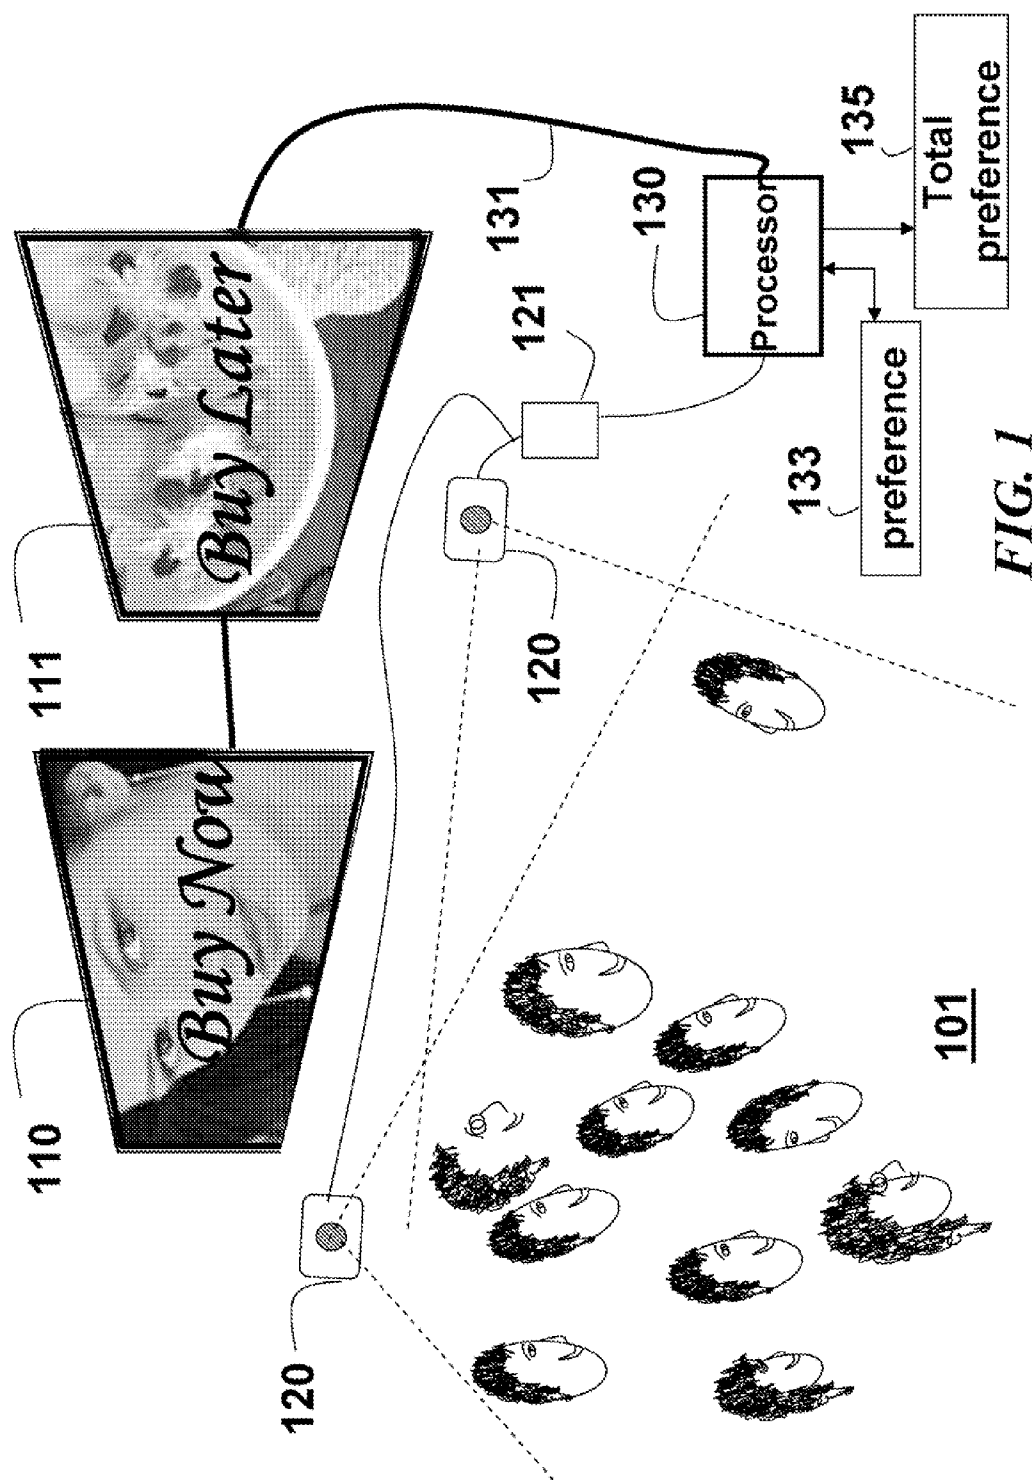 110
Buy Now
111
Buy Later
120
120
121
131
130
Processor
133
preference
135
Total
preference
101
FIG. 1